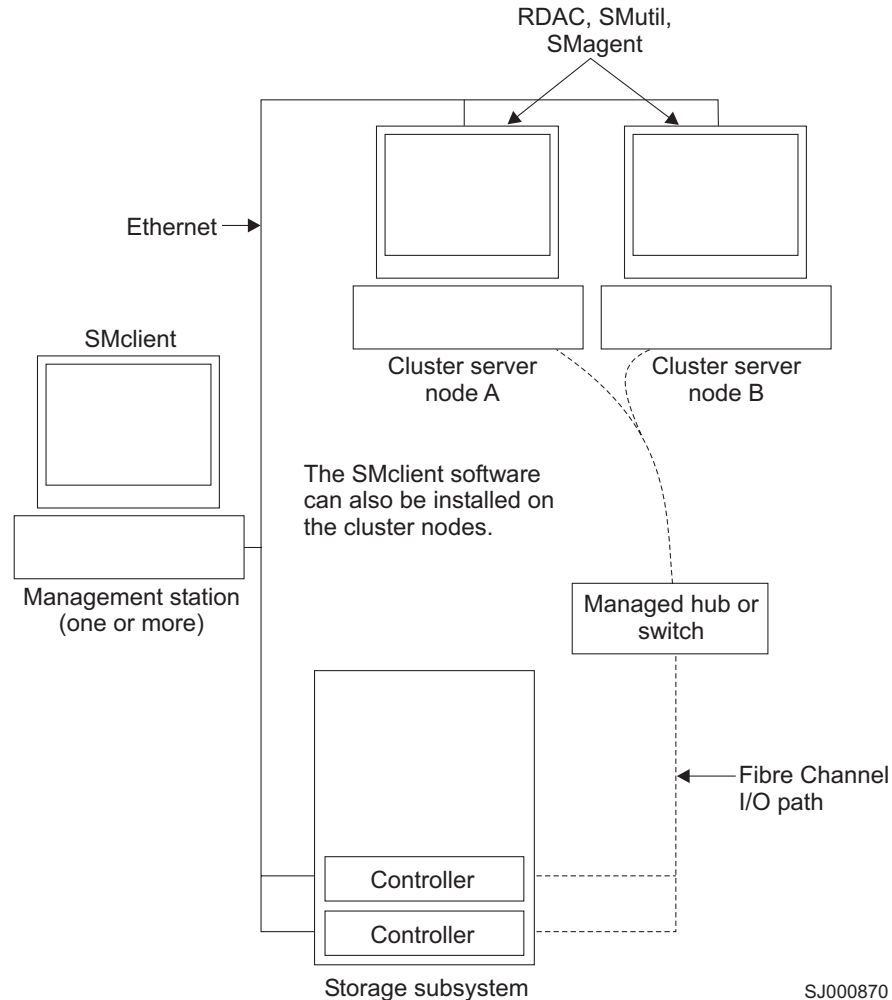 RDAC, SMutil,
SMagent
Ethernet
SMclient
Cluster server
node A
Cluster server
node B
The SMclient software
can also be installed on
the cluster nodes.
Management station
(one or more)
Managed hub or
switch
Fibre Channel
I/O path
Controller
Controller
Storage subsystem
SJ000870